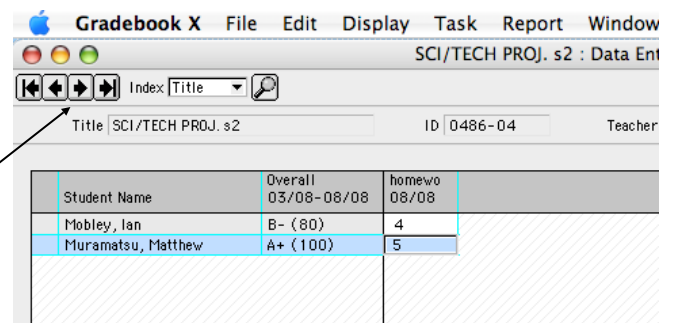 Gradebook X File Edit Display Task Report Window
SCI/TECH PROJ. s2 : Data Ent
Index Title
Title SCI/TECH PROJ. s2 ID 0486-04 Teacher
Student Name Overall 03/08-08/08 homewo 08/08
Mobley, Ian B- (80) 4
Muramatsu, Matthew A+ (100) 5